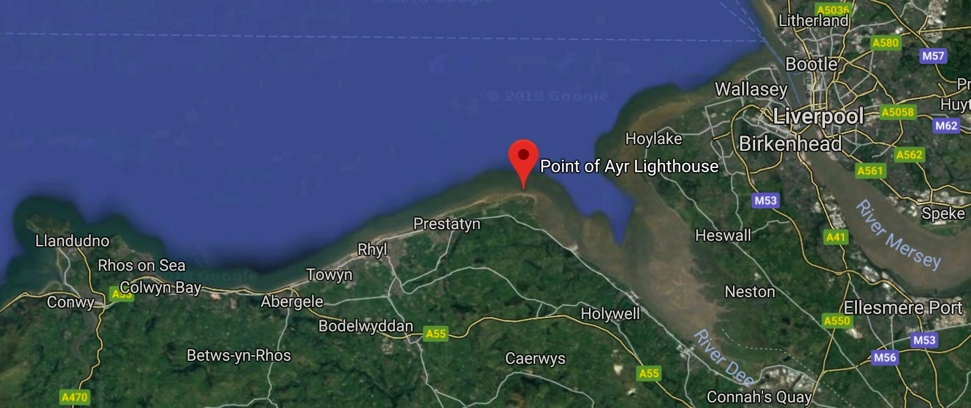 A5036
Litherland
A580
M57
Bootle
Wallasey
© 2018 Google
Liverpool
A5058
M62
Hoylake
Birkenhead
A562
Point of Ayr Lighthouse
A561
M53
Speke
Prestatyn
River Mersey
Heswall
A41
Llandudno
Rhyl
Rhos on Sea
Towyn
Colwyn Bay
Neston
Conwy
A55
Abergele
Ellesmere Port
Holywell
A550
Bodelwyddan
A55
M53
Betws-yn-Rhos
Caerwys
M56
River Dee
A55
A470
Connah's Quay